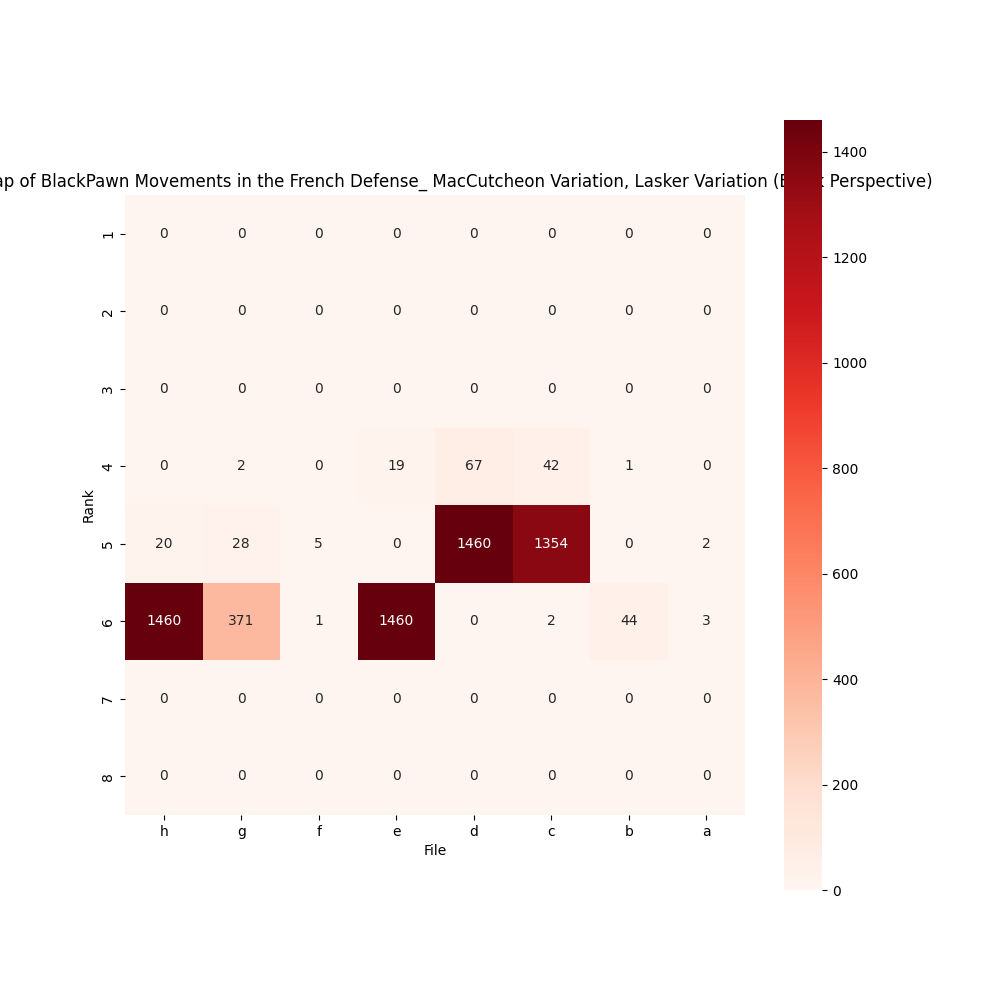 of BlackPawn Movements in the French Defense_ MacCutcheon Variation, Lasker Variation ( Perspective)
1400
1 0 0 0 0 0 0 0 0
1200
2 0 0 0 0 0 0 0 0
3 0 0 0 0 0 0 0 0
1000
4 0 2 0 19 67 42 1 0
800
Rank
5 20 28 5 0 1460 1354 0 2
600
6 1460 371 1 1460 0 2 44 3
400
7 0 0 0 0 0 0 0 0
8 0 0 0 0 0 0 0 0
200
h g f e d c b a
File
0